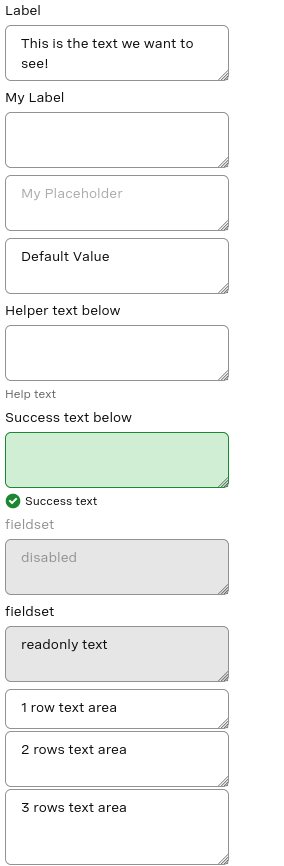 Label
This is the text we want to
see!
My Label
My Placeholder
Default Value
Helper text below
Help text
Success text below
Success text
fieldset
disabled
fieldset
readonly text
1 row text area
2 rows text area
3 rows text area